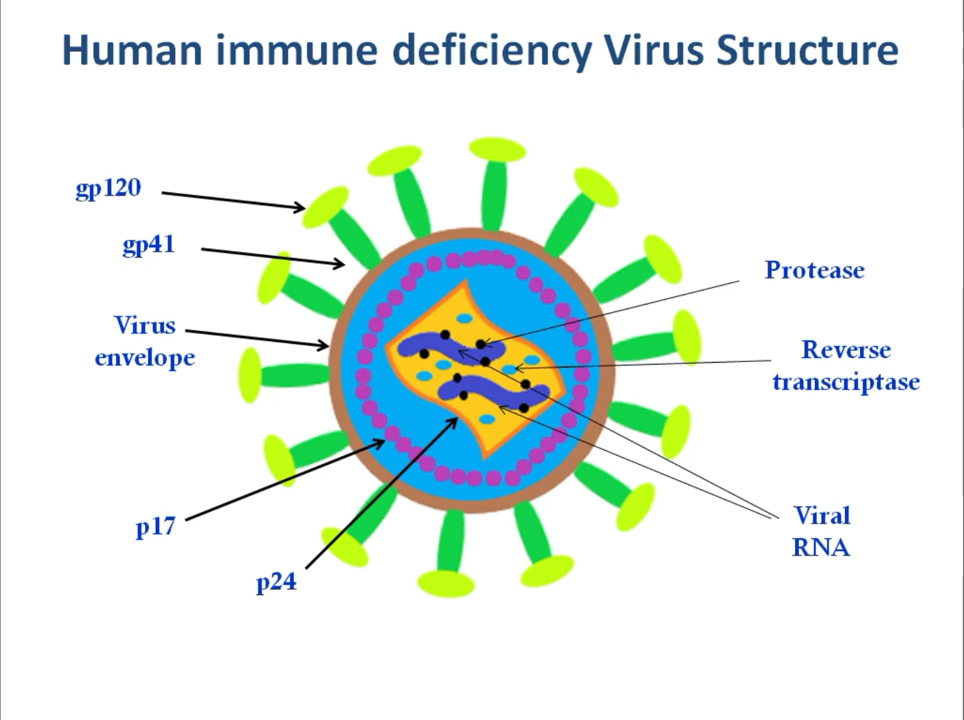 Human immune deficiency Virus Structure
gp120
gp41
Virus
envelope
p17
p24
Protease
Reverse
transcriptase
Viral
RNA